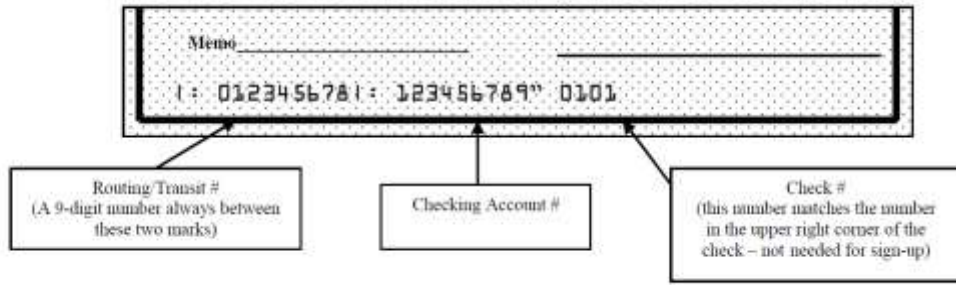 Memo
|: 012345678|: 123456789" 0101
Routing/Transit #
(A 9-digit number always between
these two marks)
Checking Account #
Check #
(this number matches the number
in the upper right corner of the
check – not needed for sign-up)